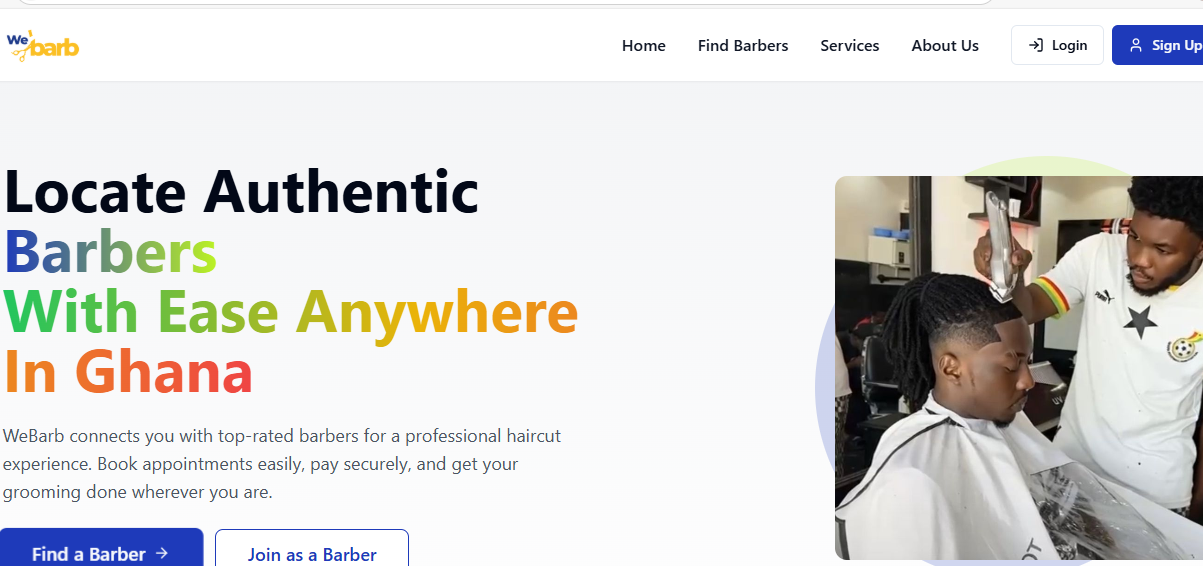 We barb
Home Find Barbers Services About Us Login Sign Up
Locate Authentic
Barbers
With Ease Anywhere
In Ghana
WeBarb connects you with top-rated barbers for a professional haircut
experience. Book appointments easily, pay securely, and get your
grooming done wherever you are.
Find a Barber Join as a Barber